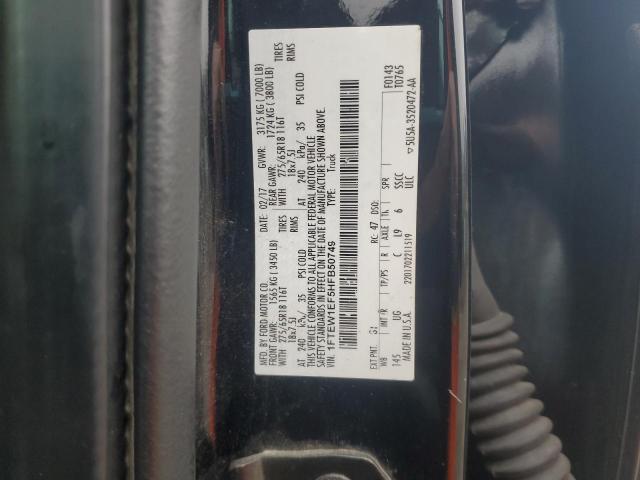 MFD. BY FORD MOTOR CO.
DATE: 02/17 GVWR: 3175 KG ( 7000 LB)
FRONT GAWR: 1565 KG ( 3450 LB) REAR GAWR: 1724 KG ( 3800 LB)
WITH 275/65R18 116T TIRES WITH 275/65R18 116T TIRES
18x7.5J RIMS 18x7.5J RIMS
AT 240 kPa/ 35 PSI COLD AT 240 kPa/ 35 PSI COLD
THIS VEHICLE CONFORMS TO ALL APPLICABLE FEDERAL MOTOR VEHICLE
SAFETY STANDARDS IN EFFECT ON THE DATE OF MANUFACTURE SHOWN ABOVE.
VIN: 1FTEW1EF5HFB50749 TYPE: Truck
F0143
EXT PNT: G1 RC: 47 DSO: T0765
WB INT TR TP/PS R AXLE TR SPR
145 UG C L9 6 SSCC
ULC
MADE IN U.S.A. 2201702211519 5U5A-3520472-AA